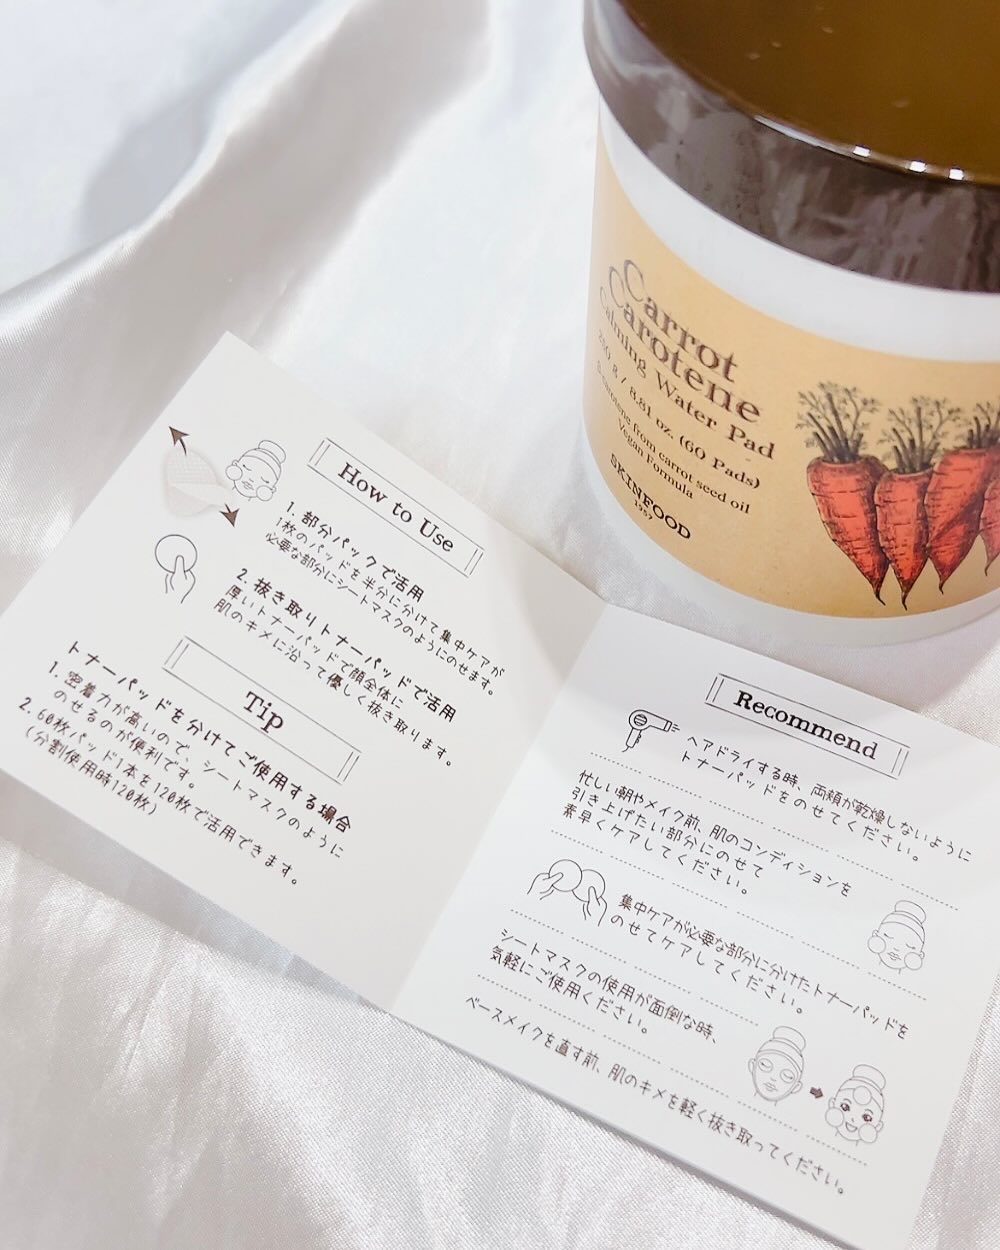 Carrot
Carotene
Calming Water Pad
250 g / 8.81 oz. (60 Pads)
carotene from carrot seed oil
Vegan Formula
SKINFOOD
1957
How to Use
1. 部分パックで活用
1枚のパッドを半分に分けて集中ケアが
必要な部分にシートマスクのようにのせます。
2. 抜き取りトナーパッドで活用
厚いトナーパッドで顔全体に
肌のキメに沿って優しく抜き取ります。
Tip
トナーパッドを分けてご使用する場合
1. 密着力が高いので、シートマスクのように
のせるのが便利です。
2. 60枚パッド1本を120枚で活用できます。
(分割使用時120枚)
Recommend
ヘアドライする時、両頬が乾燥しないように
トナーパッドをのせてください。
忙しい朝やメイク前、肌のコンディションを
引き上げたい部分にのせて
素早くケアしてください。
集中ケアが必要な部分に分けたトナーパッドを
のせてケアしてください。
シートマスクの使用が面倒な時、
気軽にご使用ください。
ベースメイクを直す前、肌のキメを軽く抜き取ってください。